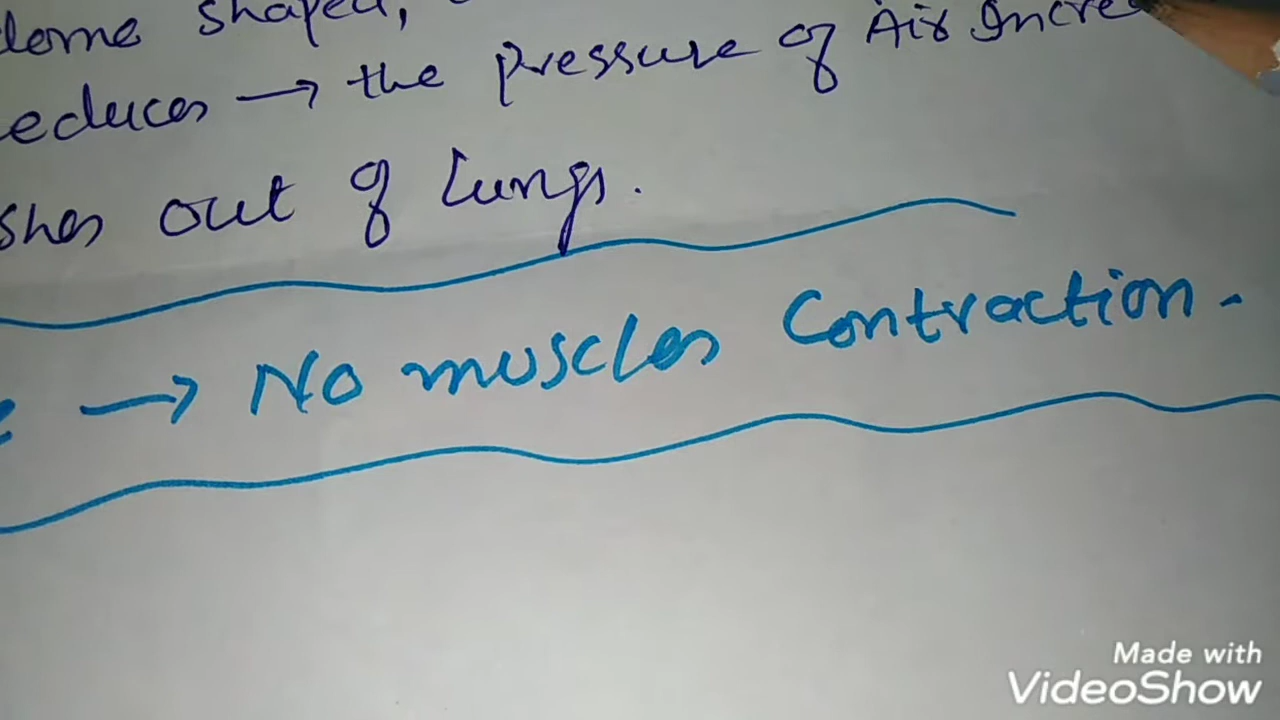 dome shaped,
educes → the pressure of Air Incre
shes out of Lungs.
→ No muscles Contraction.
Made with
VideoShow